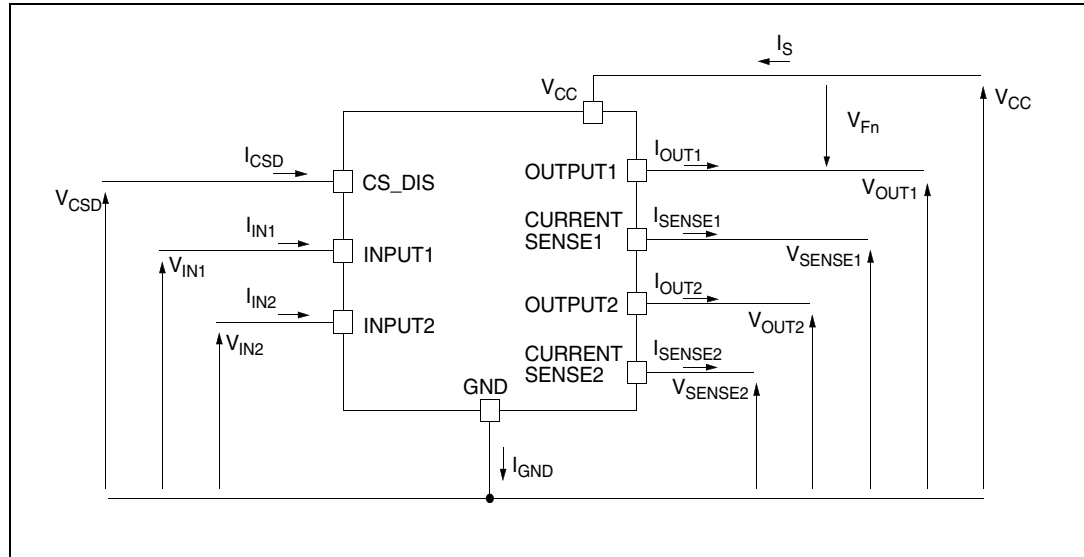 I_S
V_CC
V_CC
V_Fn
I_OUT1
I_CSD
OUTPUT1
CS_DIS
V_CSD
V_OUT1
CURRENT
SENSE1
I_SENSE1
I_IN1
INPUT1
V_IN1
V_SENSE1
I_OUT2
I_IN2
OUTPUT2
INPUT2
V_IN2
V_OUT2
CURRENT
SENSE2
I_SENSE2
V_SENSE2
GND
I_GND